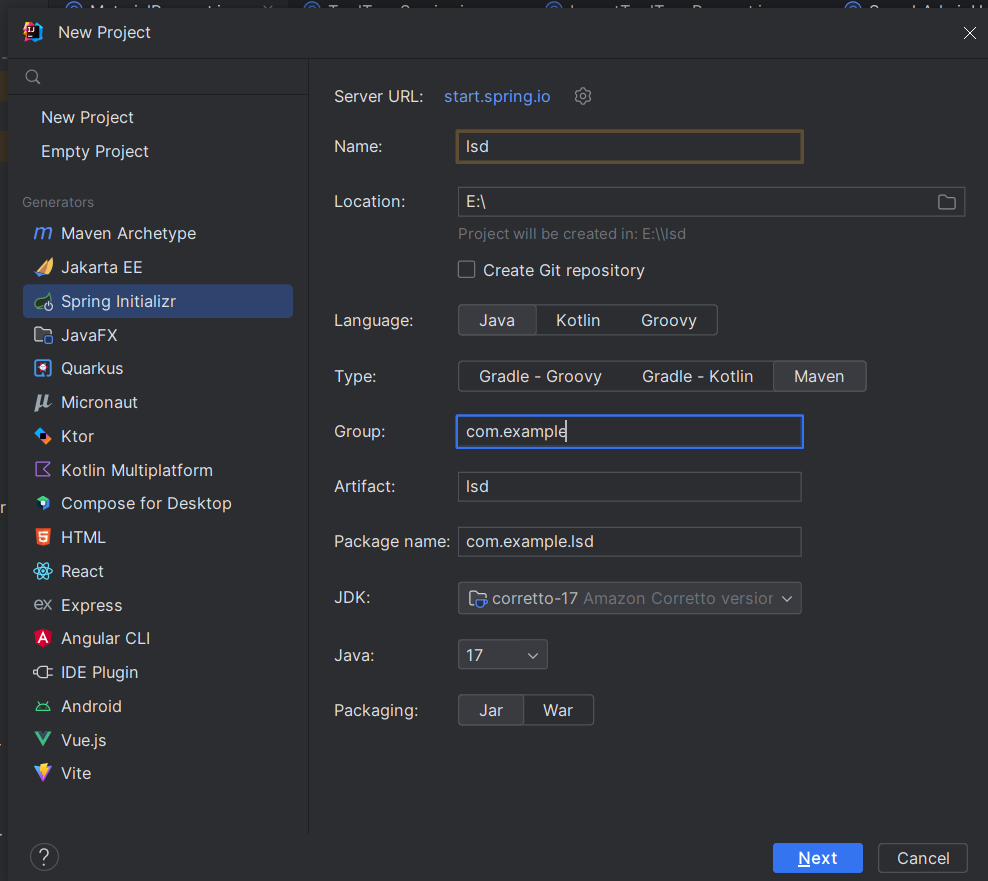 New Project
New Project
Empty Project
Generators
Maven Archetype
Jakarta EE
Spring Initializr
JavaFX
Quarkus
Micronaut
Ktor
Kotlin Multiplatform
Compose for Desktop
HTML
React
Express
Angular CLI
IDE Plugin
Android
Vue.js
Vite
Server URL: start.spring.io
Name: lsd
Location: E:\
Project will be created in: E:\\lsd
Create Git repository
Language: Java Kotlin Groovy
Type: Gradle - Groovy Gradle - Kotlin Maven
Group: com.example
Artifact: lsd
Package name: com.example.lsd
JDK: corretto-17 Amazon Corretto version
Java: 17
Packaging: Jar War
? Next Cancel